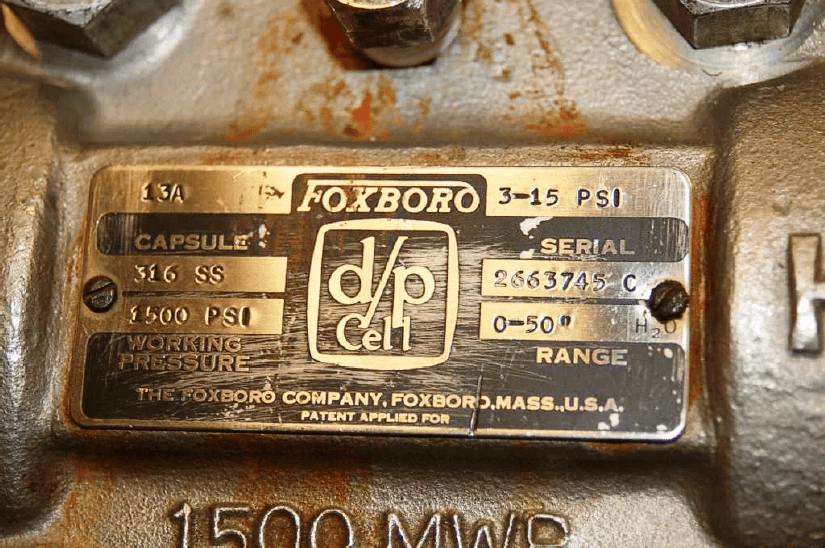 13A FOXBORO 3-15 PSI
CAPSULE SERIAL
316 SS d/p 2663745 C
1500 PSI Cell 0-50" H₂O
WORKING RANGE
PRESSURE
THE FOXBORO COMPANY, FOXBORO, MASS., U.S.A.
PATENT APPLIED FOR
H
1500 MWP